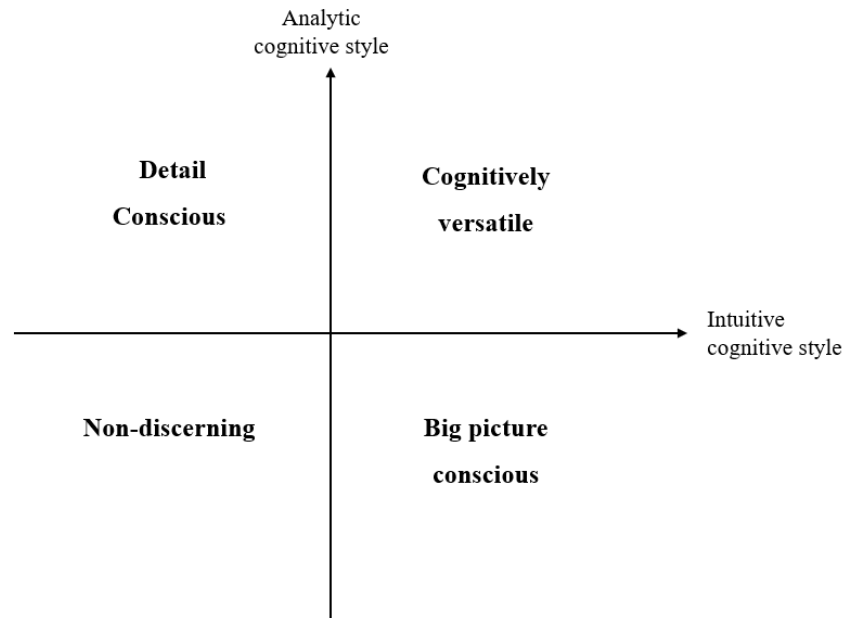 Analytic
cognitive style
Detail
Conscious
Cognitively
versatile
Intuitive
cognitive style
Non-discerning
Big picture
conscious